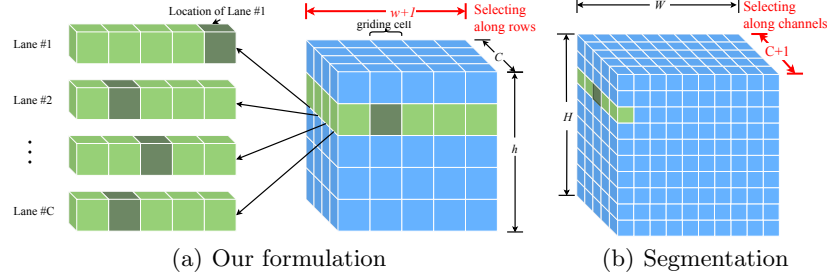 Location of Lane #1
Lane #1
Lane #2
Lane #C
w+1
Selecting
along rows
griding cell
C
h
(a) Our formulation
W
Selecting
along channels
C+1
H
(b) Segmentation